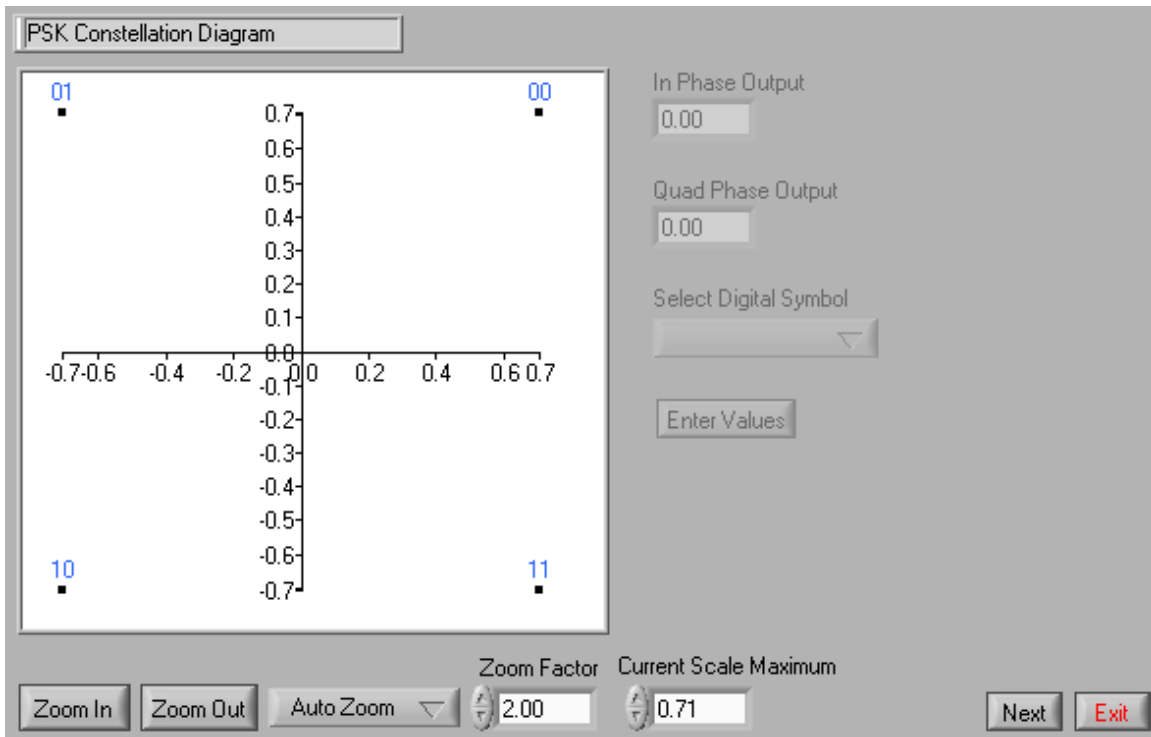 PSK Constellation Diagram
01
00
0.7
0.6
0.5
0.4
0.3
0.2
0.1
0.0
-0.7 -0.6 -0.4 -0.2 0.0 0.2 0.4 0.6 0.7
-0.1
-0.2
-0.3
-0.4
-0.5
-0.6
-0.7
10
11
In Phase Output
0.00
Quad Phase Output
0.00
Select Digital Symbol
Enter Values
Zoom Factor
Current Scale Maximum
Zoom In
Zoom Out
Auto Zoom
2.00
0.71
Next
Exit